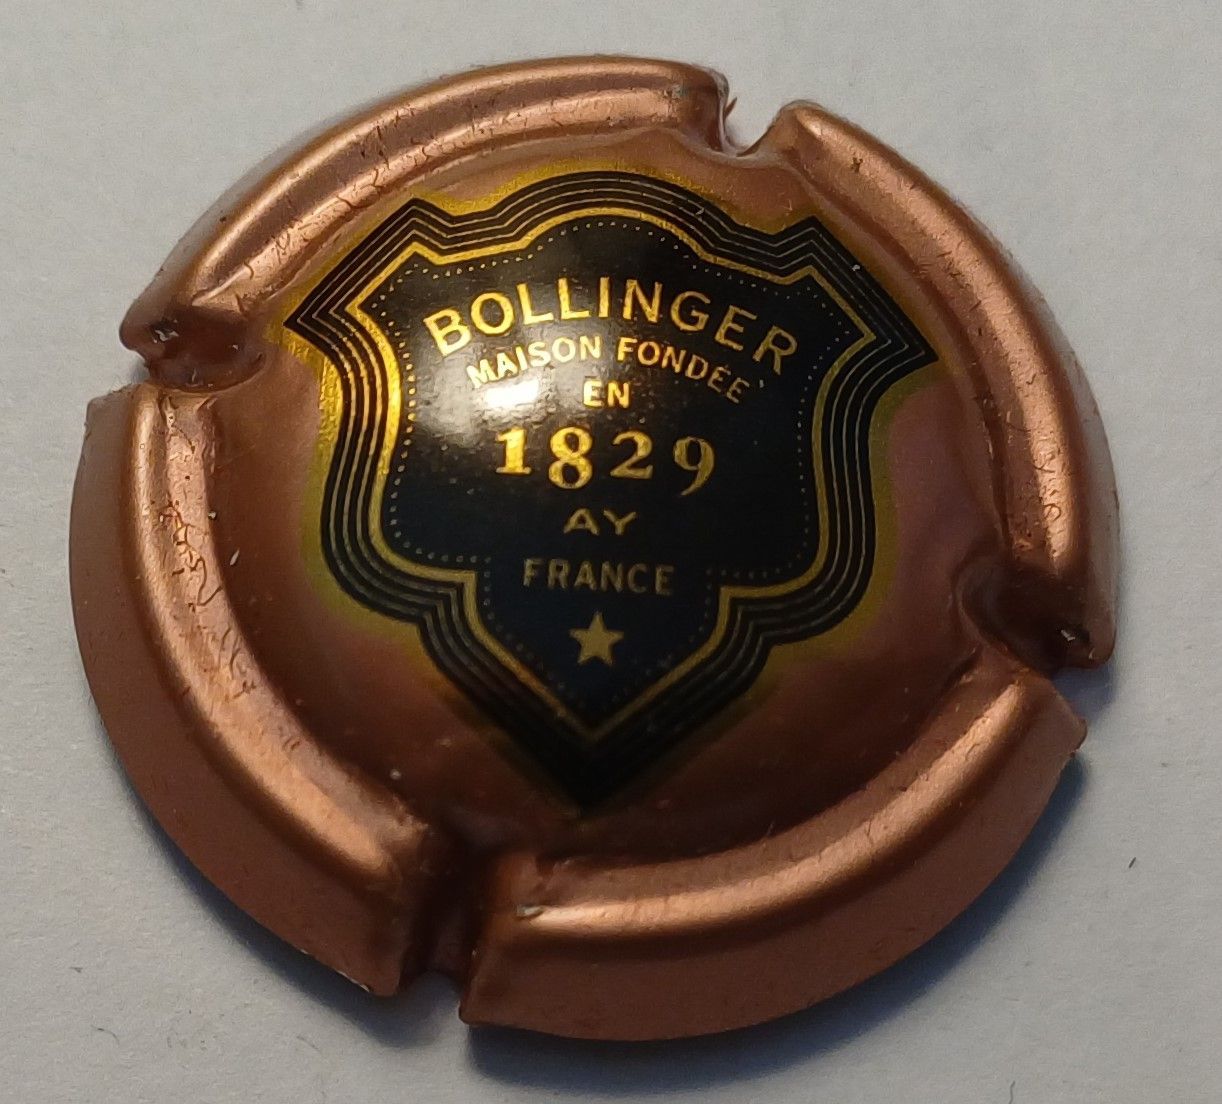 BOLLINGER
MAISON FONDÉE
EN
1829
AY
FRANCE